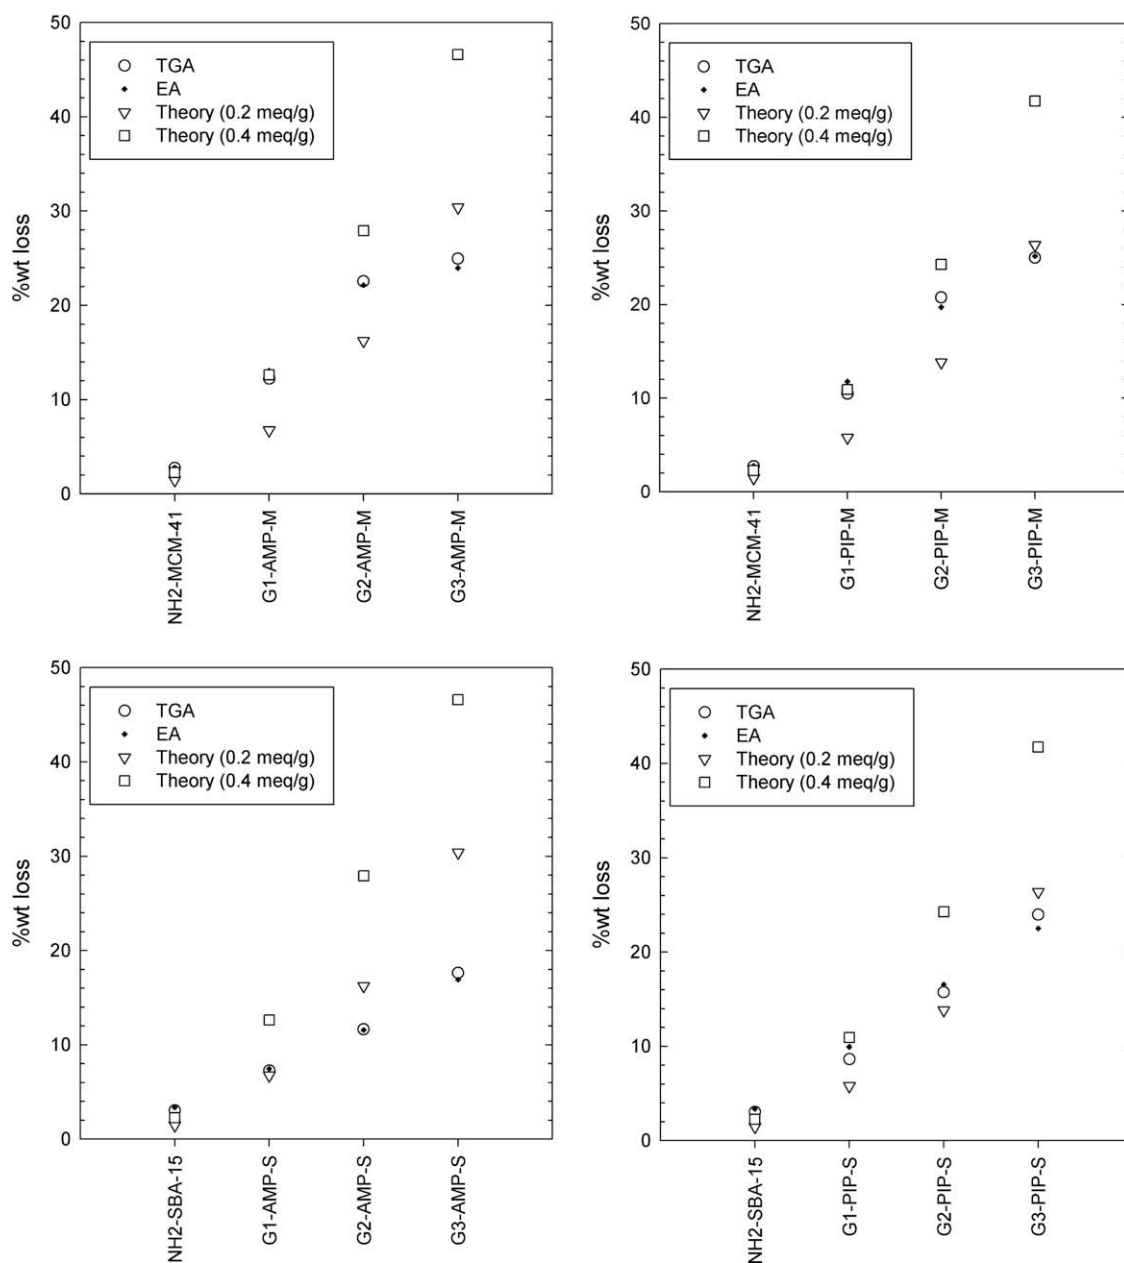 50
40
30
20
10
0
%wt loss
TGA
EA
Theory (0.2 meq/g)
Theory (0.4 meq/g)
NH2-MCM-41
G1-AMP-M
G2-AMP-M
G3-AMP-M
50
40
30
20
10
0
%wt loss
TGA
EA
Theory (0.2 meq/g)
Theory (0.4 meq/g)
NH2-MCM-41
G1-PIP-M
G2-PIP-M
G3-PIP-M
50
40
30
20
10
0
%wt loss
TGA
EA
Theory (0.2 meq/g)
Theory (0.4 meq/g)
NH2-SBA-15
G1-AMP-S
G2-AMP-S
G3-AMP-S
50
40
30
20
10
0
%wt loss
TGA
EA
Theory (0.2 meq/g)
Theory (0.4 meq/g)
NH2-SBA-15
G1-PIP-S
G2-PIP-S
G3-PIP-S